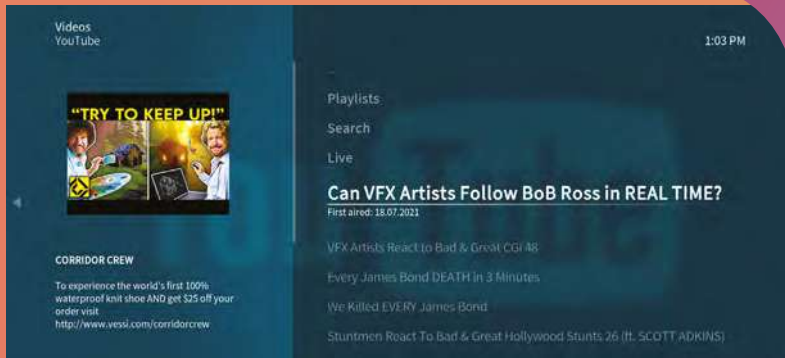 Videos
YouTube
1:03 PM
"TRY TO KEEP UP!"
CORRIDOR CREW
To experience the world's first 100%
waterproof knit shoe AND get $25 off your
order visit
http://www.vessi.com/corridorcrew
..
Playlists
Search
Live
Can VFX Artists Follow BoB Ross in REAL TIME?
First aired: 18.07.2021
VFX Artists React to Bad & Great CGI 48
Every James Bond DEATH in 3 Minutes
We Killed EVERY James Bond
Stuntmen React To Bad & Great Hollywood Stunts 26 (ft. SCOTT ADKINS)